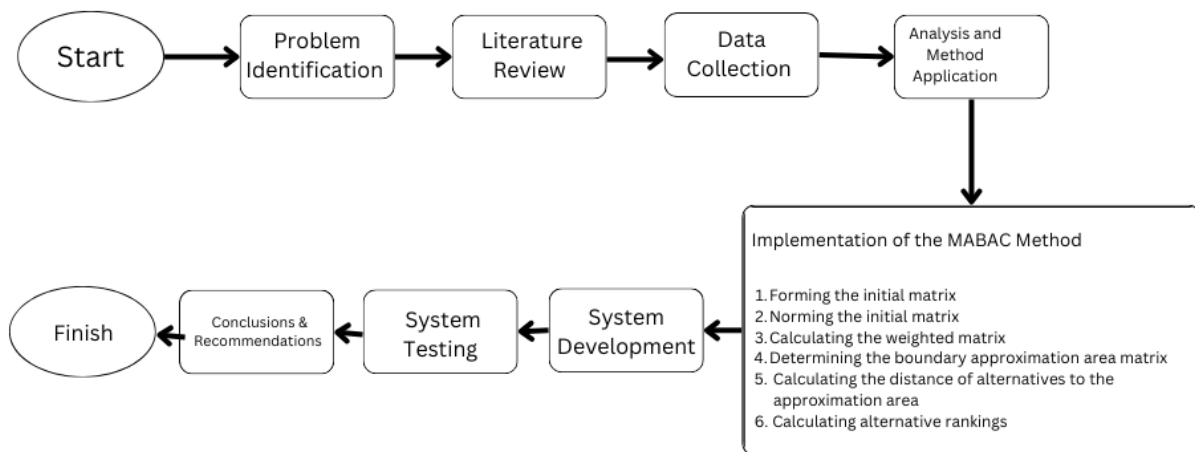 Start
Problem
Identification
Literature
Review
Data
Collection
Analysis and
Method
Application
Implementation of the MABAC Method
1. Forming the initial matrix
2. Norming the initial matrix
3. Calculating the weighted matrix
4. Determining the boundary approximation area matrix
5. Calculating the distance of alternatives to the
approximation area
6. Calculating alternative rankings
System
Development
System
Testing
Conclusions &
Recommendations
Finish